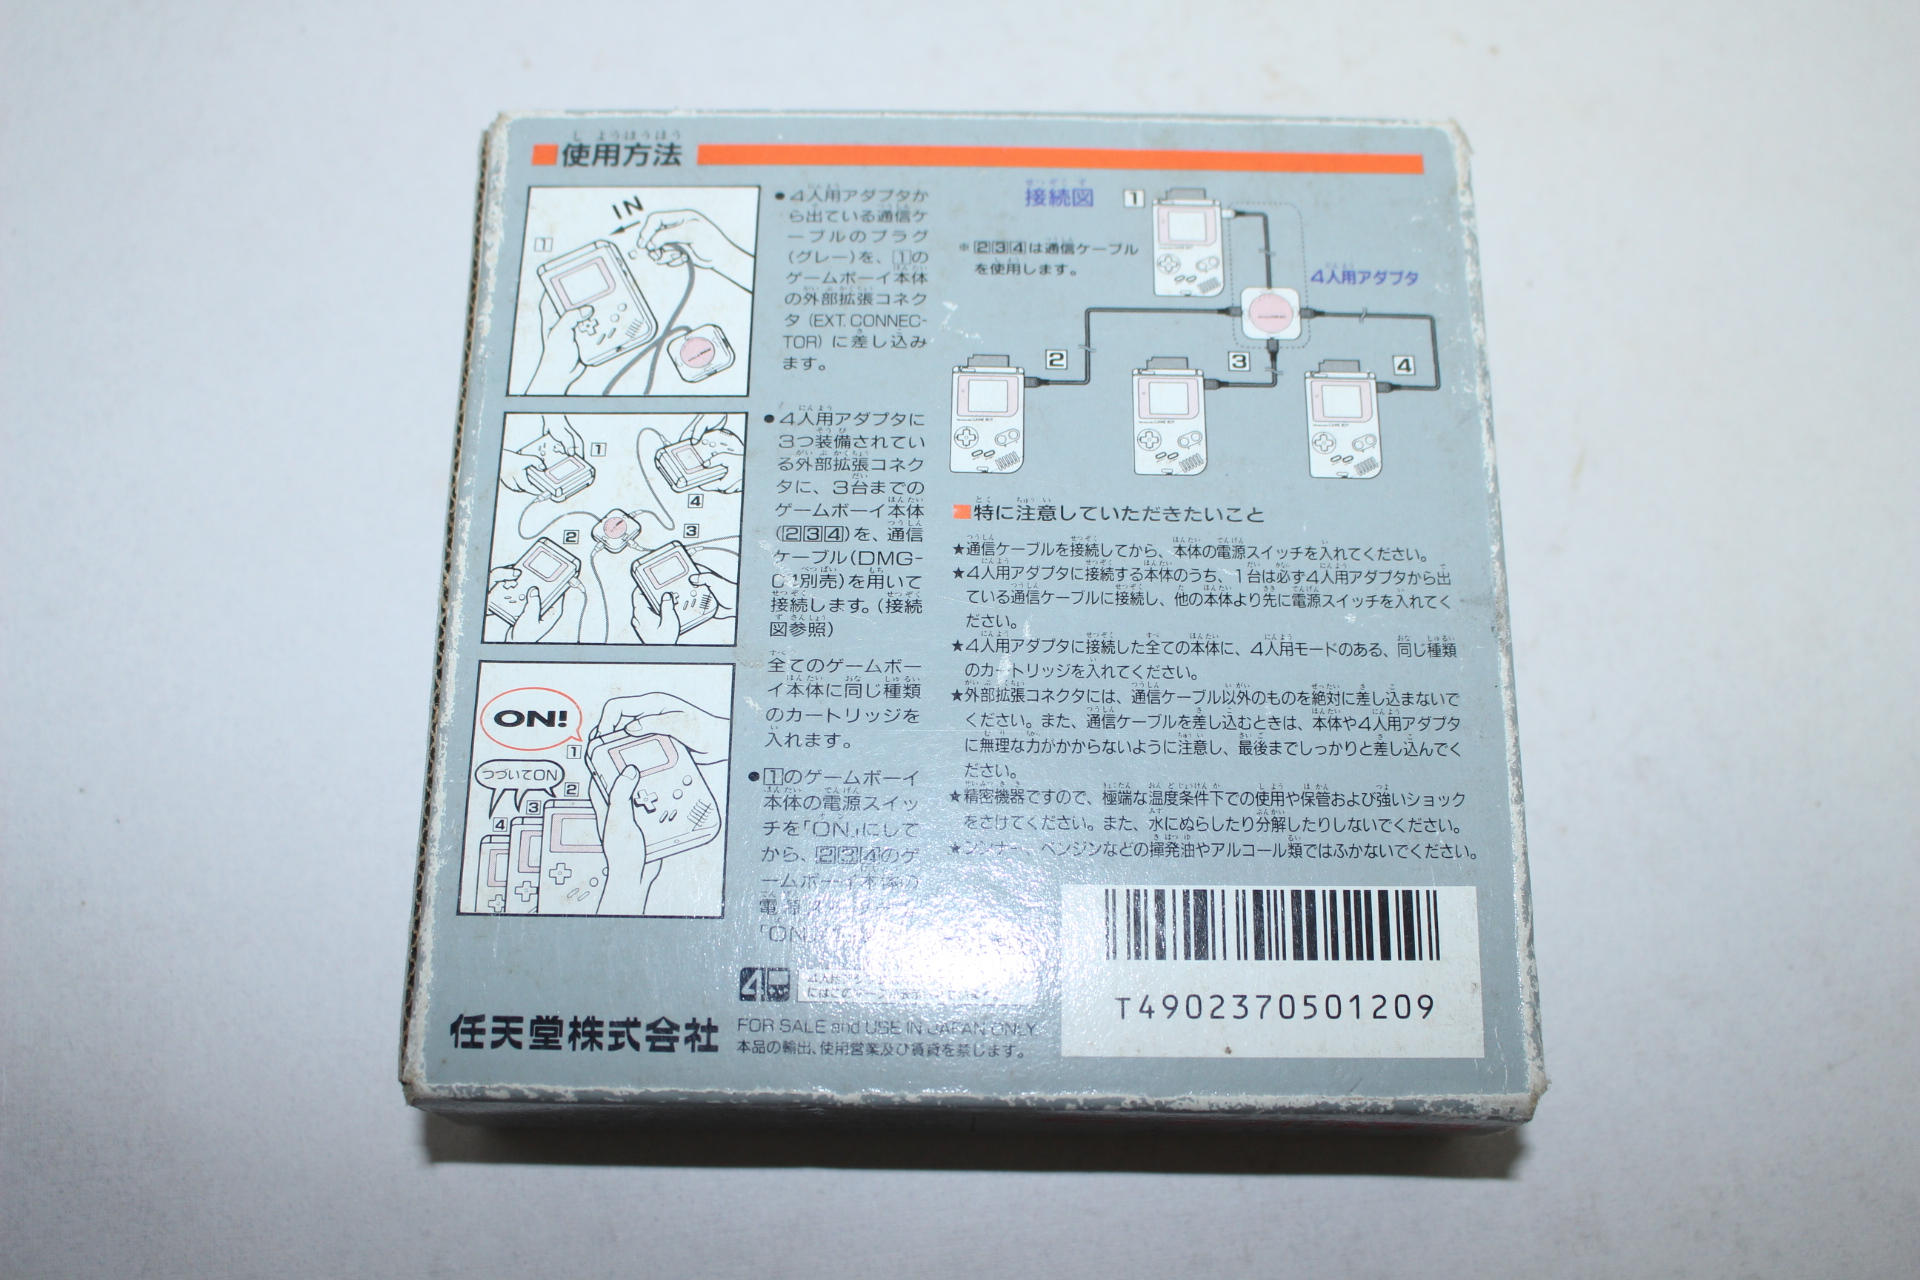 使用方法
IN
1
●4人用アダプタか
ら出ている通信ケ
ーブルのプラグ
(グレー)を、1の
ゲームボーイ本体
の外部拡張コネク
タ (EXT. CONNEC-
TOR) に差し込み
ます。
1
4
2
3
●4人用アダプタに
3つ装備されてい
る外部拡張コネク
タに、3台までの
ゲームボーイ本体
(234)を、通信
ケーブル(DMG-
別売)を用いて
接続します。(接続
図参照)
全てのゲームボー
イ本体に同じ種類
のカートリッジを
入れます。
ON!
1
つづいてON
2
3
4
●1のゲームボーイ
本体の電源スイッ
チを「ON」にして
から、234のゲ
ームボーイ本体の
電源
「ON
接続図
1
※234は通信ケーブル
を使用します。
4人用アダプタ
2
3
4
特に注意していただきたいこと
★通信ケーブルを接続してから、本体の電源スイッチを入れてください。
★4人用アダプタに接続する本体のうち、1台は必ず4人用アダプタから出
ている通信ケーブルに接続し、他の本体より先に電源スイッチを入れてく
ださい。
★4人用アダプタに接続した全ての本体に、4人用モードのある、同じ種類
のカートリッジを入れてください。
★外部拡張コネクタには、通信ケーブル以外のものを絶対に差し込まないで
ください。また、通信ケーブルを差し込むときは、本体や4人用アダプタ
に無理な力がかからないように注意し、最後までしっかりと差し込んでく
ださい。
★精密機器ですので、極端な温度条件下での使用や保管および強いショック
をさけてください。また、水にぬらしたり分解したりしないでください。
★シンナー、ベンジンなどの揮発油やアルコール類ではふかないでください。
T4902370501209
4
任天堂株式会社
FOR SALE and USE IN JAPAN ONLY
本品の輸出、使用営業及び賃貸を禁じます。